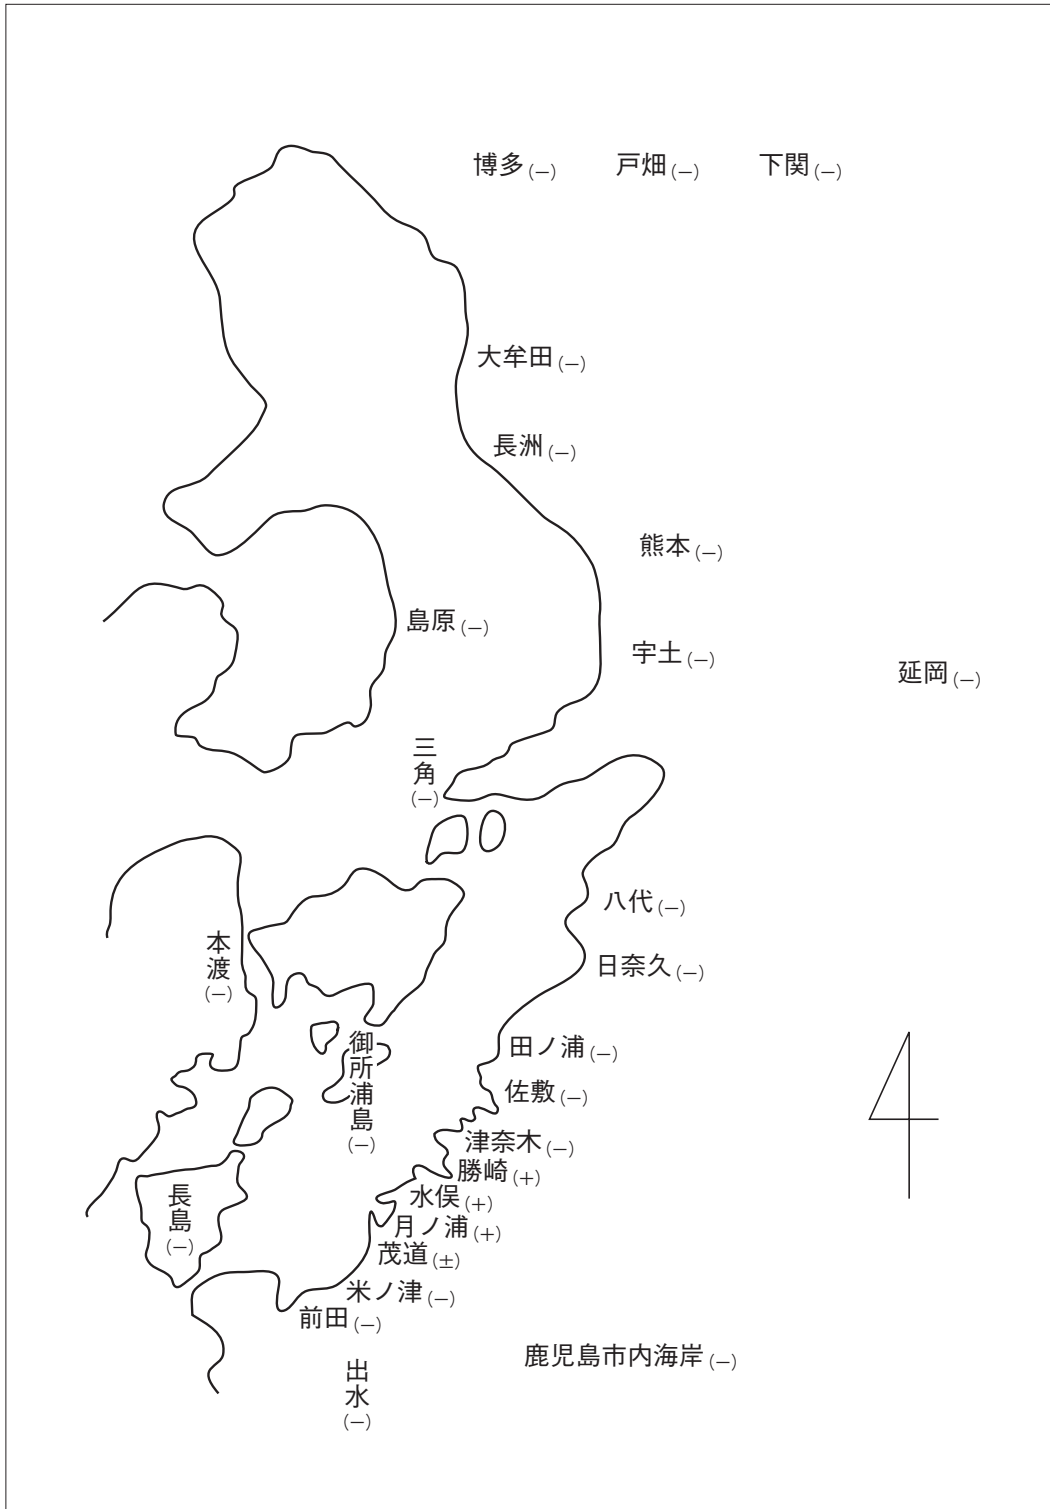 博多(−) 戸畑(−) 下関(−)
大牟田(−)
長洲(−)
熊本(−)
島原(−)
宇土(−)
延岡(−)
三角(−)
八代(−)
本渡(−)
日奈久(−)
御所浦島(−)
田ノ浦(−)
佐敷(−)
津奈木(−)
勝崎(+)
水俣(+)
長島(−)
月ノ浦(+)
茂道(±)
米ノ津(−)
前田(−)
鹿児島市内海岸(−)
出水(−)